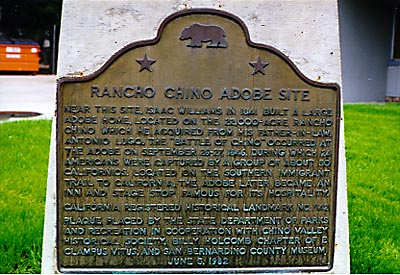 RANCHO CHINO ADOBE SITE
NEAR THIS SITE, ISAAC WILLIAMS IN 1841 BUILT A LARGE
ADOBE HOME, LOCATED ON THE 22,000-ACRE RANCHO
CHINO WHICH HE ACQUIRED FROM HIS FATHER-IN-LAW,
ANTONIO LUGO. THE "BATTLE OF CHINO" OCCURRED AT
THE ADOBE ON SEPTEMBER 26-27, 1846, DURING WHICH
AMERICANS WERE CAPTURED BY A GROUP OF ABOUT 50
CALIFORNIOS. LOCATED ON THE SOUTHERN IMMIGRANT
TRAIL TO CALIFORNIA, THE ADOBE LATER BECAME AN
INN AND STAGE STOP FAMOUS FOR ITS HOSPITALITY.
CALIFORNIA REGISTERED HISTORICAL LANDMARK NO. 942
PLAQUE PLACED BY THE STATE DEPARTMENT OF PARKS
AND RECREATION IN COOPERATION WITH CHINO VALLEY
HISTORICAL SOCIETY, BILLY HOLCOMB CHAPTER OF E
CLAMPUS VITUS, AND SAN BERNARDINO COUNTY MUSEUM,
JUNE 1982